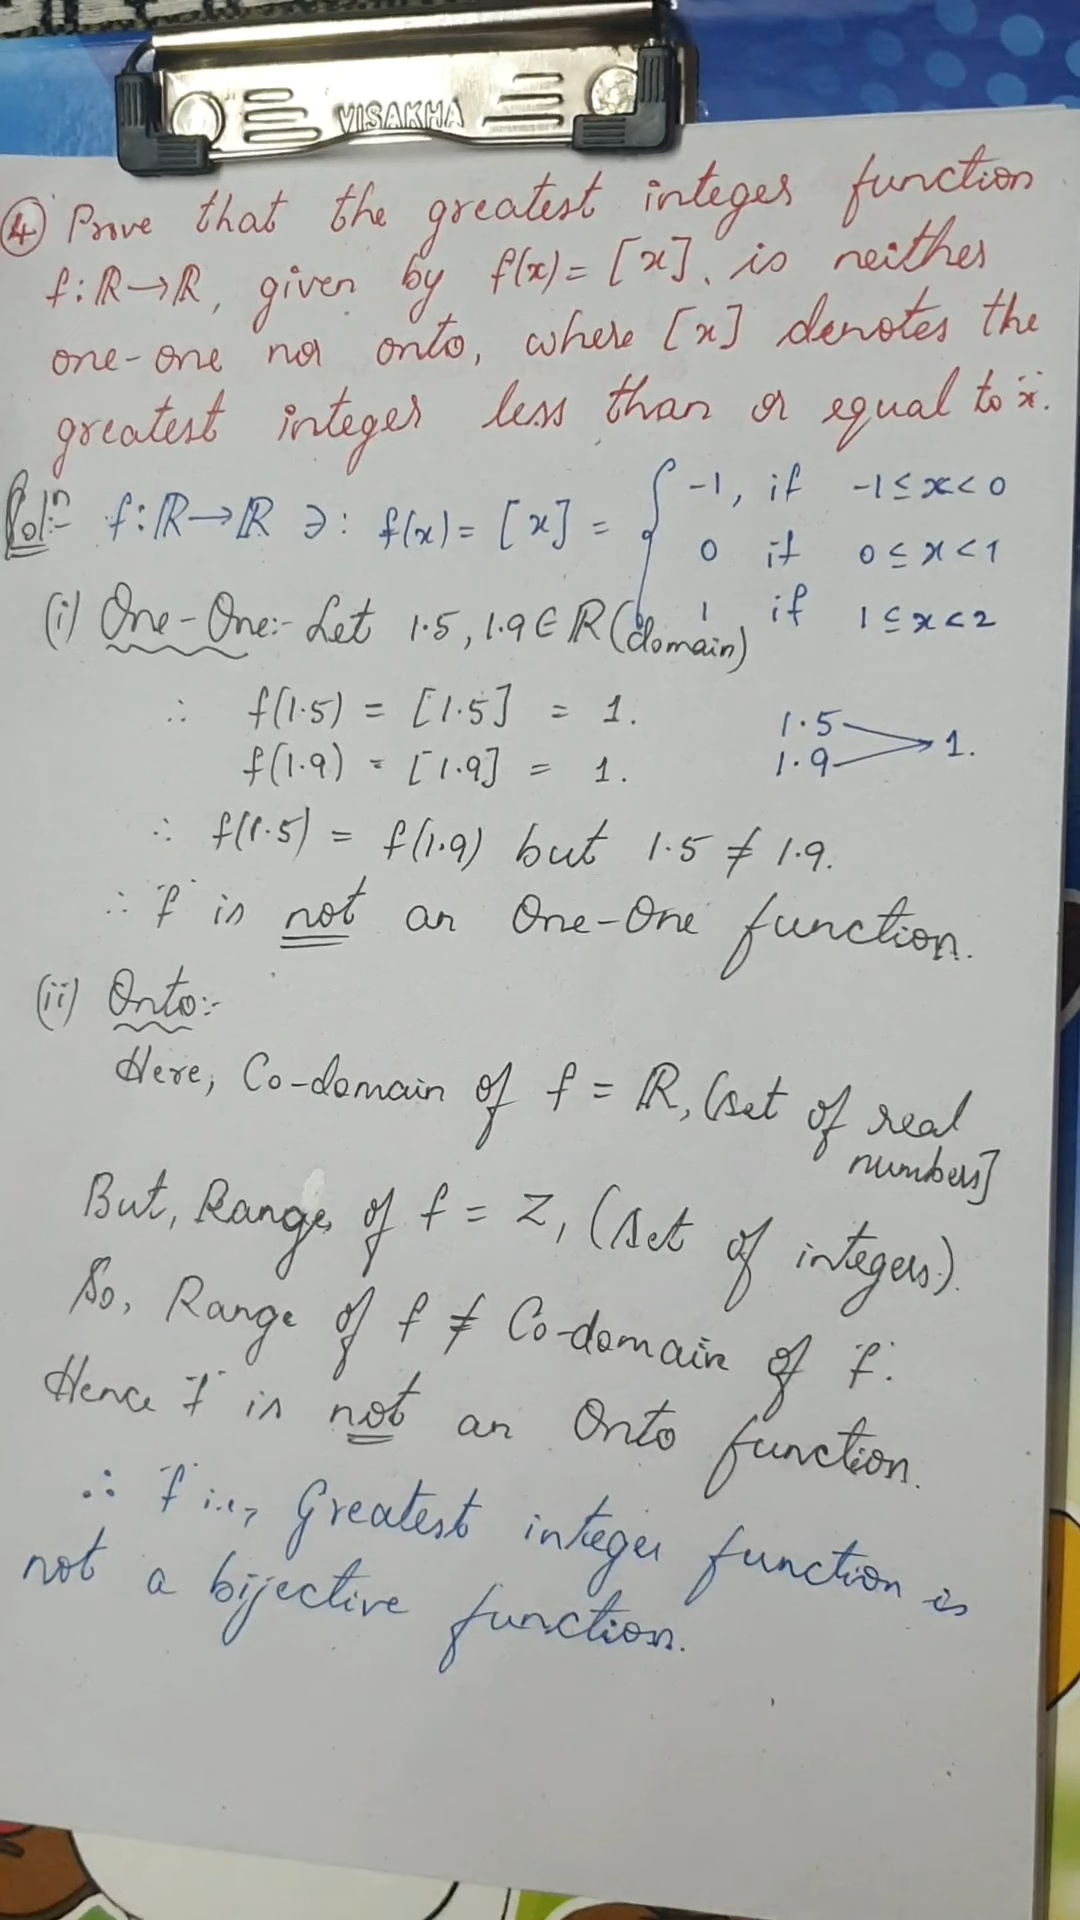 VISAKHA
④ Prove that the greatest integer function
f:ℝ→ℝ, given by f(x)=[x], is neither
one-one nor onto, where [x] denotes the
greatest integer less than or equal to 'x'.
Solⁿ:- f:ℝ→ℝ ∋: f(x)=[x]= { -1, if -1≤x<0
0 if 0≤x<1
1 if 1≤x<2
(i) One-One:- Let 1.5, 1.9∈ℝ(domain)
∴ f(1.5) = [1.5] = 1.
f(1.9) = [1.9] = 1.
1.5
1.9 → 1.
∴ f(1.5) = f(1.9) but 1.5 ≠ 1.9.
∴ 'f' is not an One-One function.
(ii) Onto:-
Here, Co-domain of f = ℝ, (set of real
numbers]
But, Range of f = Z, (set of integers).
So, Range of f ≠ Co-domain of 'f'.
Hence 'f' is not an Onto function.
∴ 'f' i.e., Greatest integer function is
not a bijective function.